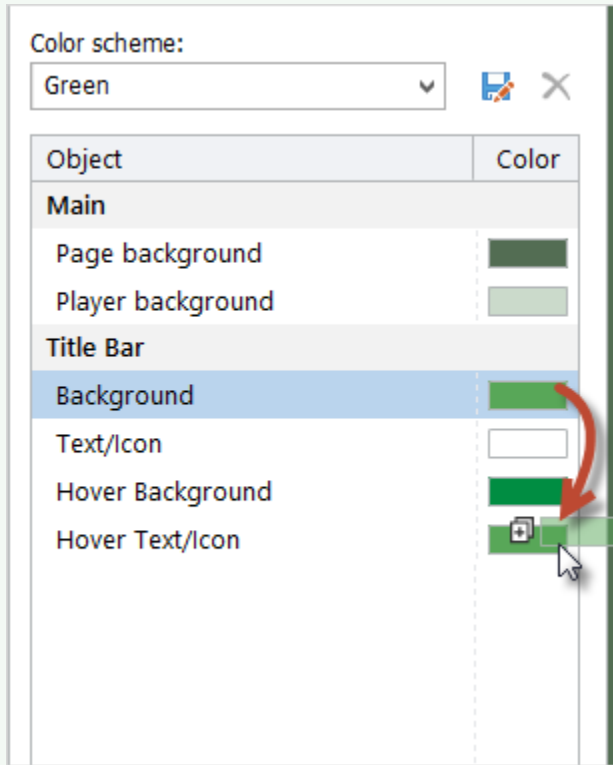 Color scheme:
Green
Object Color
Main
Page background
Player background
Title Bar
Background
Text/Icon
Hover Background
Hover Text/Icon